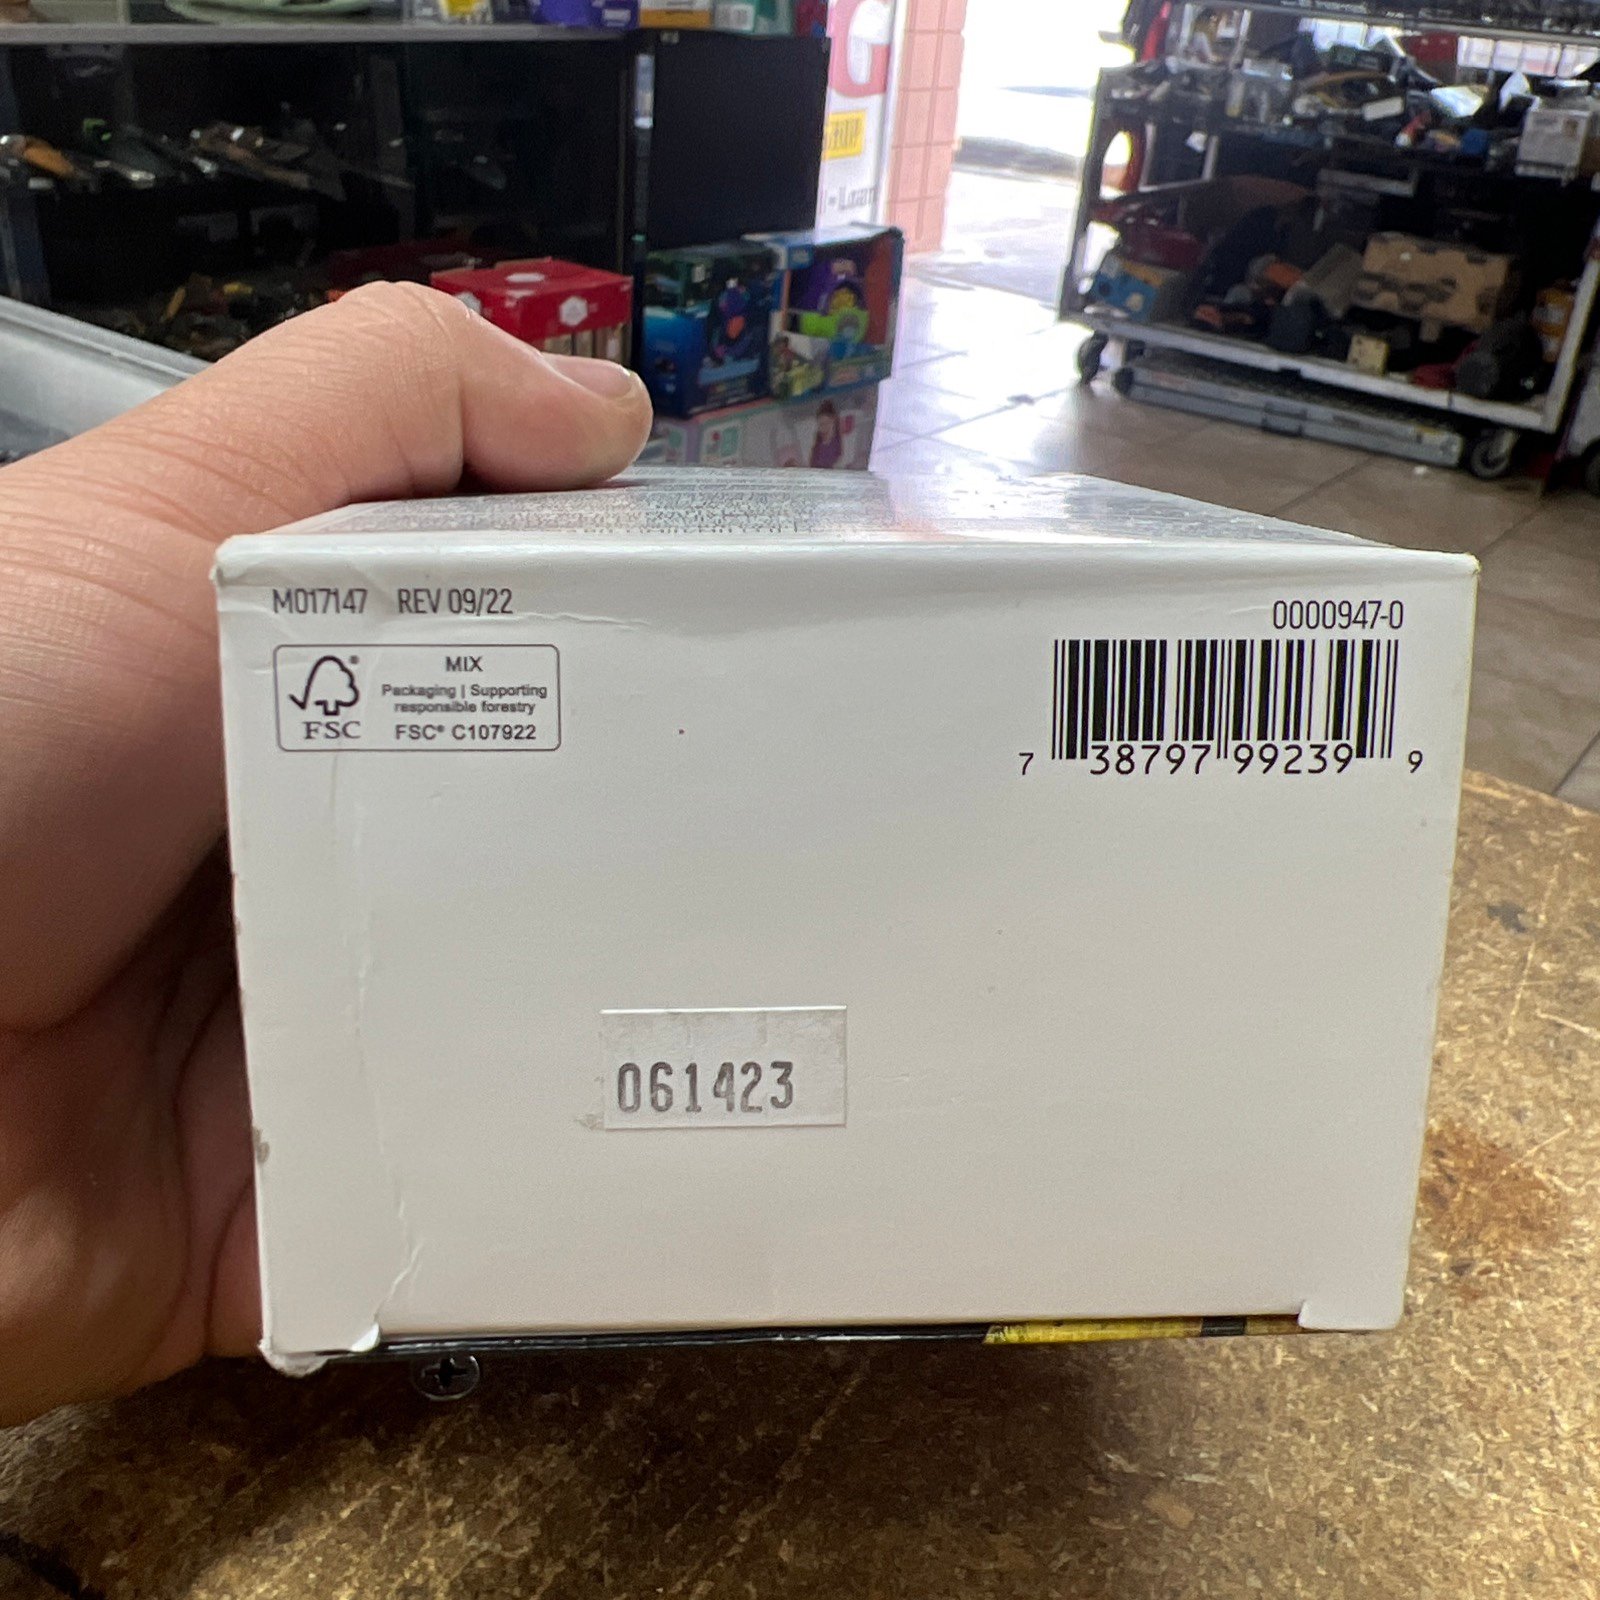 G
M017147 REV 09/22
0000947-0
MIX
Packaging | Supporting
responsible forestry
FSC
FSC® C107922
7 38797 99239 9
061423